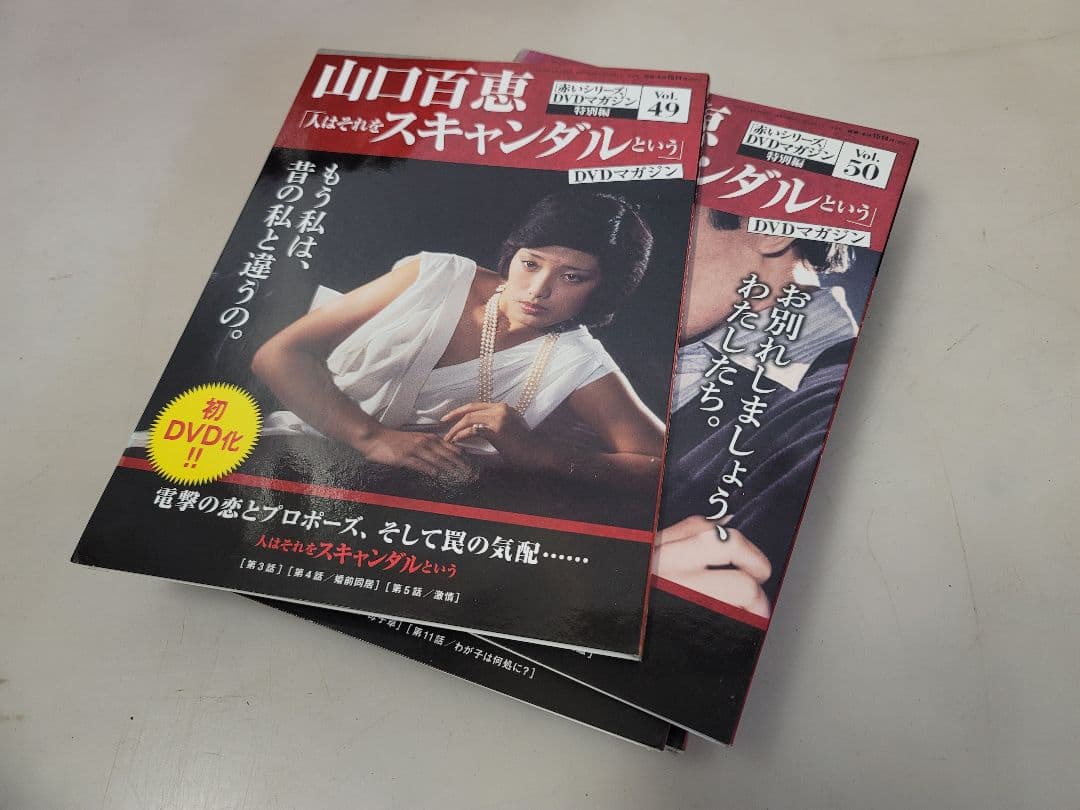 山口百恵
「赤いシリーズ」
DVDマガジン
特別編
Vol.
49
「人はそれをスキャンダルという」
DVDマガジン
もう私は、
昔の私と違うの。
初
DVD化
!!
電撃の恋とプロポーズ、そして罠の気配……
人はそれをスキャンダルという
[第3話] [第4話/婚前同居] [第5話/激情]
恵
「赤いシリーズ」
DVDマガジン
特別編
Vol.
50
ンダルという」
DVDマガジン
お別れしましょう、
わたしたち。
[第11話/わが子は何処に?]